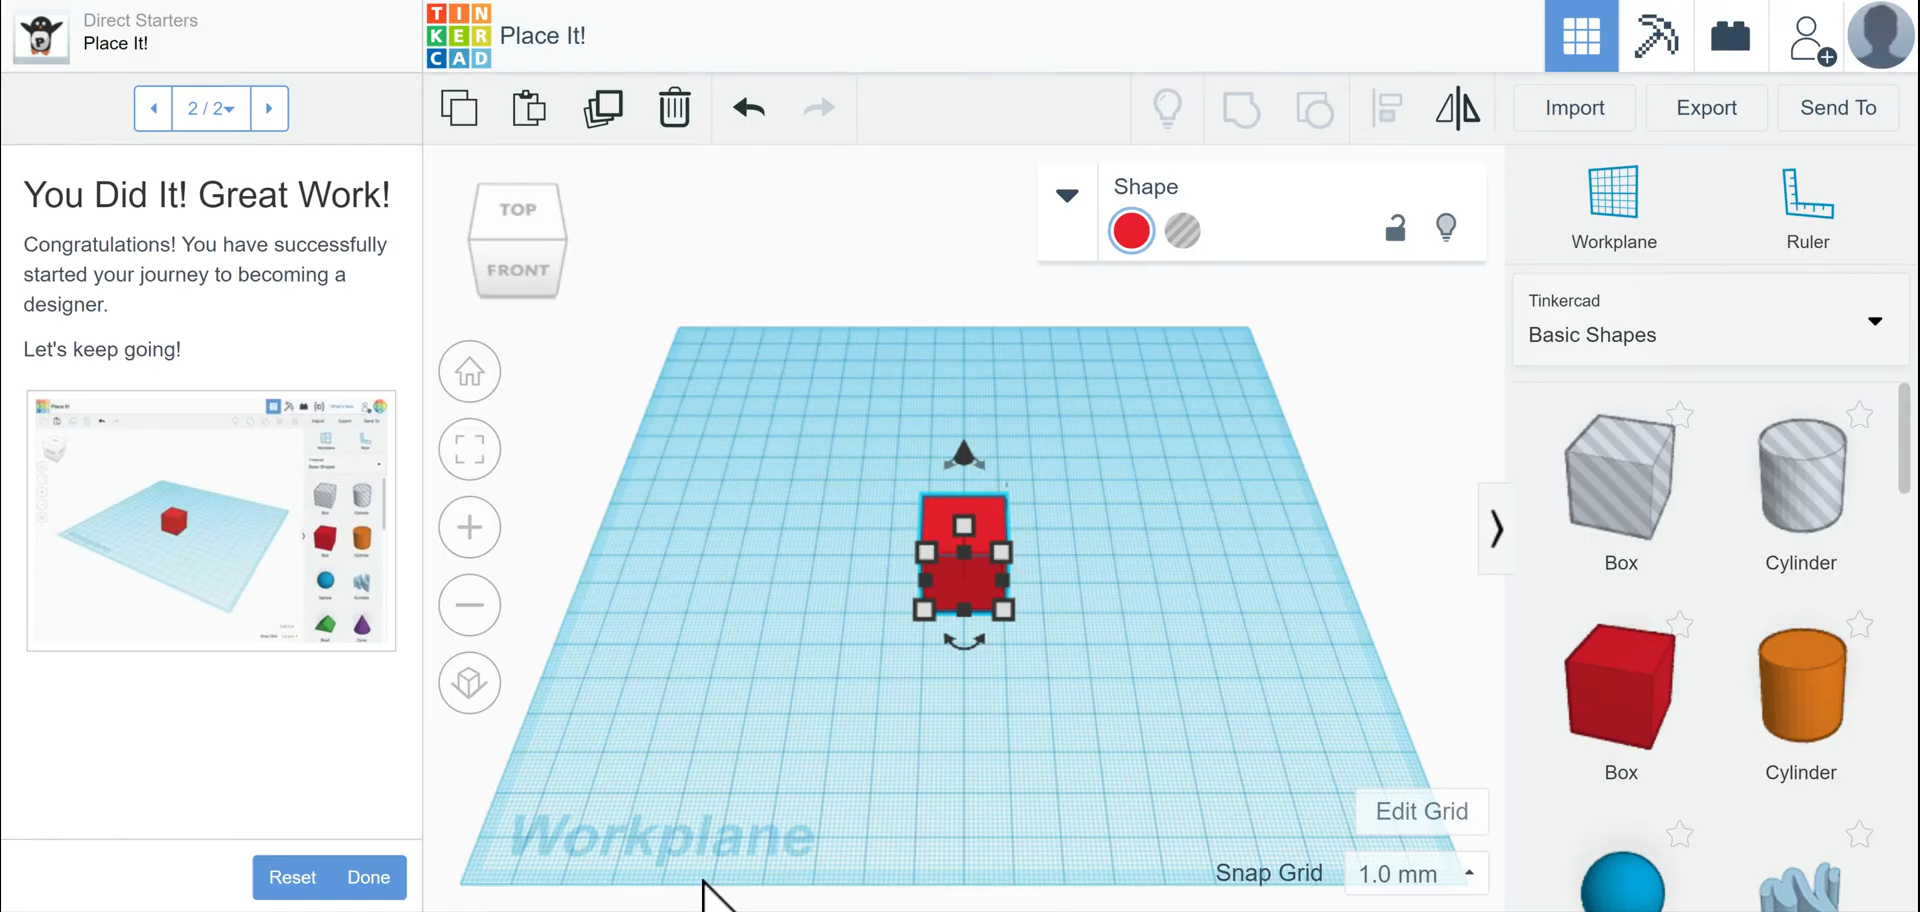 Direct Starters
Place It!
TIN
KER
CAD
Place It!
2 / 2
Import
Export
Send To
You Did It! Great Work!
Congratulations! You have successfully
started your journey to becoming a
designer.
Let's keep going!
TOP
FRONT
Shape
Workplane
Ruler
Tinkercad
Basic Shapes
Box
Cylinder
Box
Cylinder
Workplane
Edit Grid
Snap Grid
1.0 mm
Reset
Done